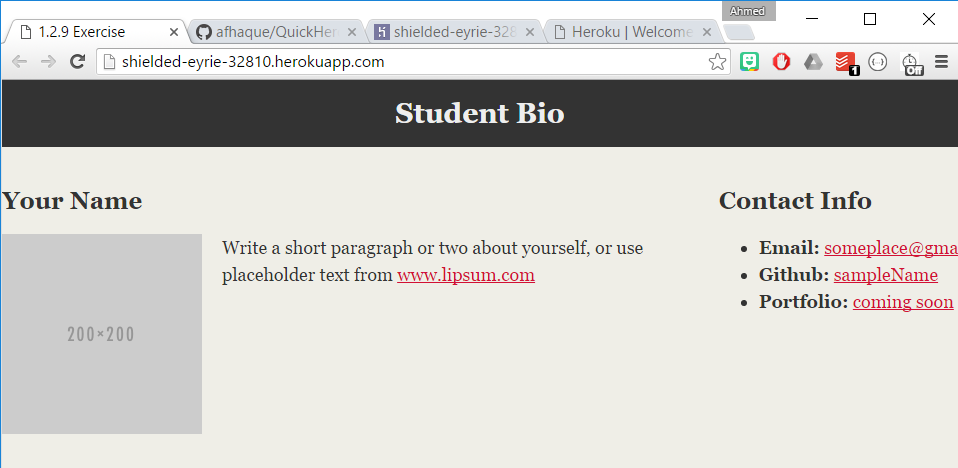 Ahmed
1.2.9 Exercise
afhaque/QuickHer
shielded-eyrie-328
Heroku | Welcome
shielded-eyrie-32810.herokuapp.com
1
Off
Student Bio
Your Name
Contact Info
200×200
Write a short paragraph or two about yourself, or use
placeholder text from www.lipsum.com
• Email: someplace@gma
• Github: sampleName
• Portfolio: coming soon